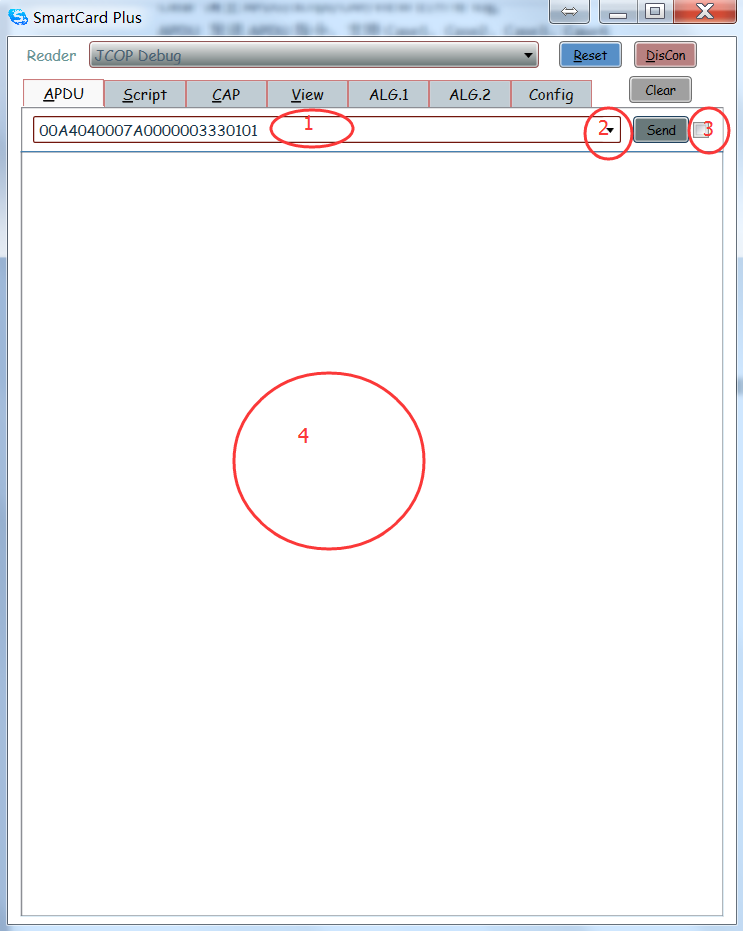 SmartCard Plus
Reader JCOP Debug Reset DisCon
APDU Script CAP View ALG.1 ALG.2 Config Clear
00A4040007A0000003330101 1 2 Send 3
4